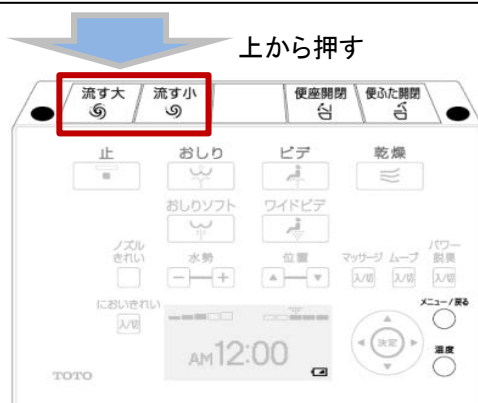 上から押す
流す大 流す小 便座開閉 便ふた開閉
止 おしり ビデ 乾燥
おしりソフト ワイドビデ
ノズル
きれい 水勢 位置 マッサージ ムーブ パワー
脱臭
− + 入/切 入/切 入/切
においきれい メニュー/戻る
入/切 決定
AM12:00 温度
TOTO